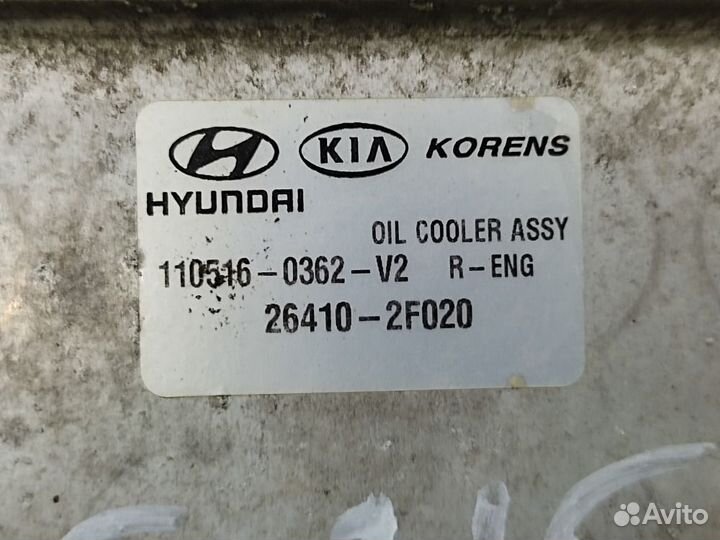 KIA KORENS
HYUNDAI
OIL COOLER ASSY
110516-0362-V2 R-ENG
26410-2F020
Avito